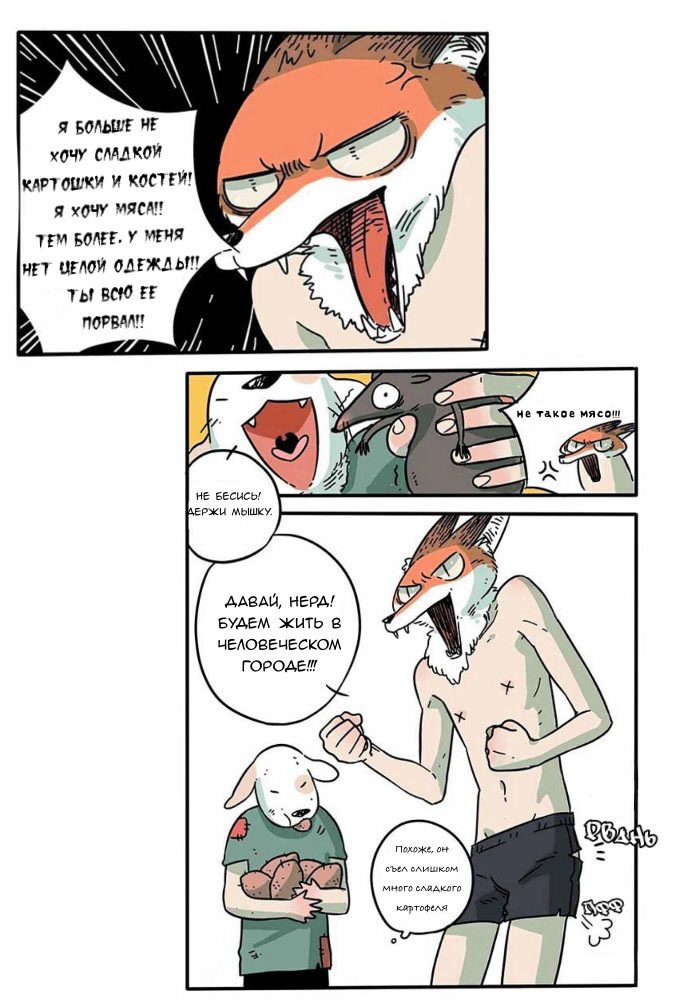 Я БОЛЬШЕ НЕ
ХОЧУ СЛАДКОЙ
КАРТОШКИ И КОСТЕЙ!
Я ХОЧУ МЯСА!!
ТЕМ БОЛЕЕ. У МЕНЯ
НЕТ ЦЕЛОЙ ОДЕЖДЫ!!!
ТЫ ВСЮ ЕЕ
ПОРВАЛ!!
НЕ ТАКОЕ МЯСО!!!
НЕ БЕСИСЬ!
ДЕРЖИ МЫШКУ.
ДАВАЙ, НЕРД!
БУДЕМ ЖИТЬ В
ЧЕЛОВЕЧЕСКОМ
ГОРОДЕ!!!
РВАНЬ
Похоже, он
съел слишком
много сладкого
картофеля
ПФФ